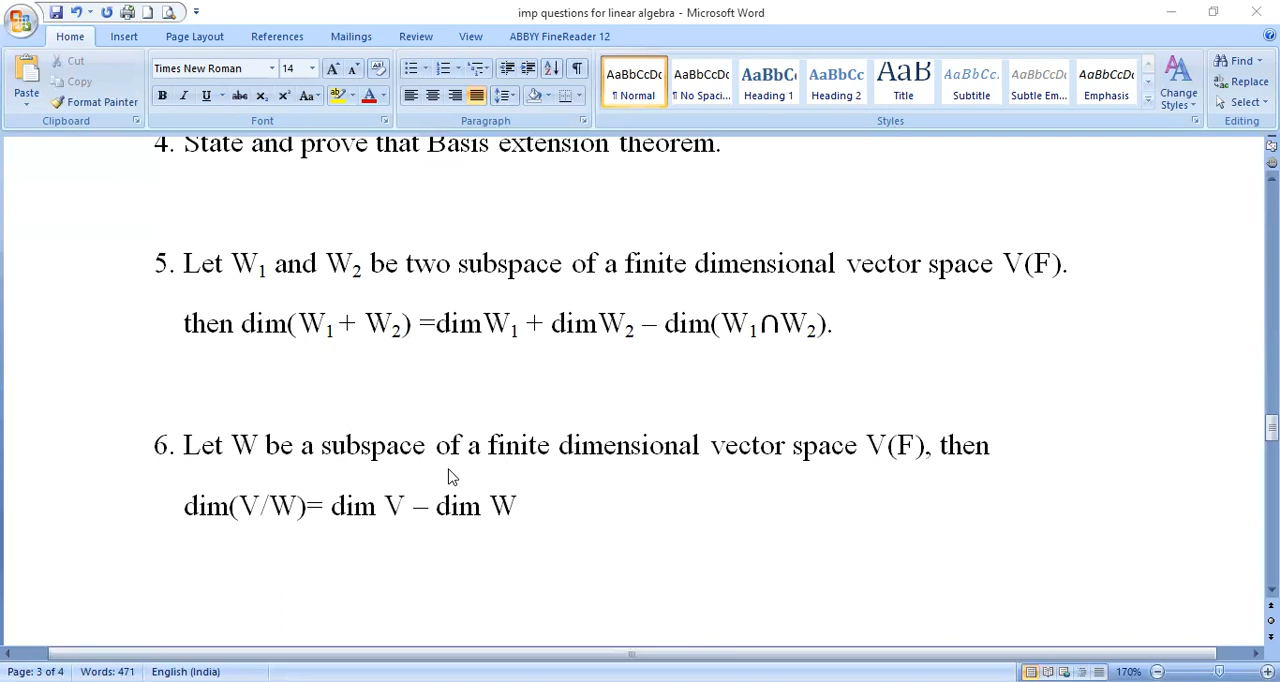 imp questions for linear algebra - Microsoft Word
Home Insert Page Layout References Mailings Review View ABBYY FineReader 12
Cut
Copy
Format Painter
Paste
Clipboard
Times New Roman 14
Font
Paragraph
AaBbCcDc AaBbCcDc AaBbCc AaBbCc AaB AaBbCc. AaBbCcDc AaBbCcDc
¶ Normal ¶ No Spaci... Heading 1 Heading 2 Title Subtitle Subtle Em... Emphasis
Change Styles
Styles
Find
Replace
Select
Editing
4. State and prove that Basis extension theorem.
5. Let W₁ and W₂ be two subspace of a finite dimensional vector space V(F).
then dim(W₁+ W₂) =dimW₁ + dimW₂ – dim(W₁∩W₂).
6. Let W be a subspace of a finite dimensional vector space V(F), then
dim(V/W)= dim V – dim W
Page: 3 of 4 Words: 471 English (India) 170%